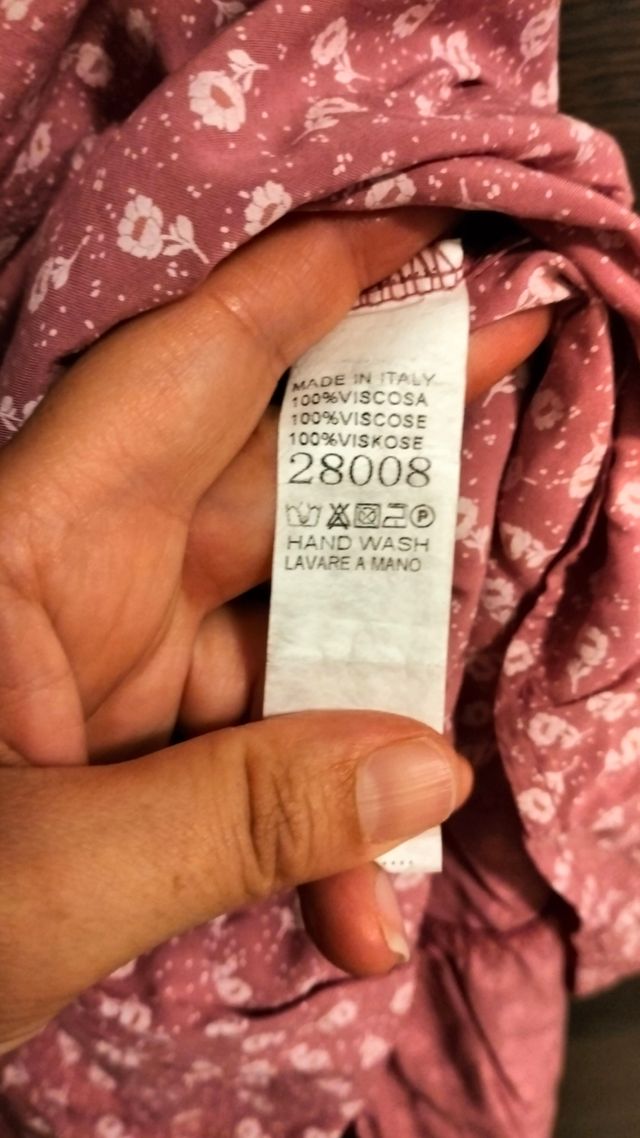 MADE IN ITALY
100%VISCOSA
100%VISCOSE
100%VISKOSE
28008
P
HAND WASH
LAVARE A MANO